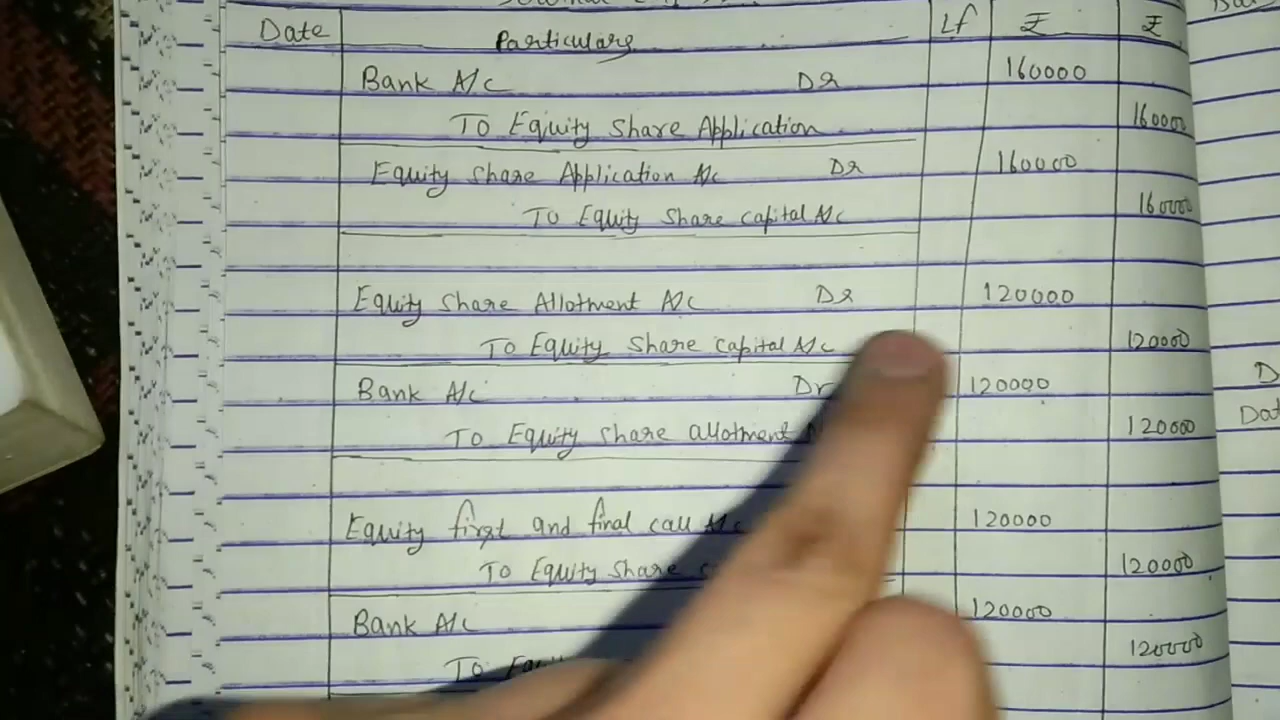 Date Particulars Lf ₹ ₹
Bank A/c Dr 160000
To Equity Share Application 160000
Equity Share Application A/c Dr 160000
To Equity Share capital A/c 160000
Equity Share Allotment A/c Dr 120000
To Equity Share capital A/c 120000
Bank A/c Dr 120000
To Equity Share allotment 120000
Equity first and final call A/c 120000
To Equity Share 120000
Bank A/c 120000
To 120000
D
Dat